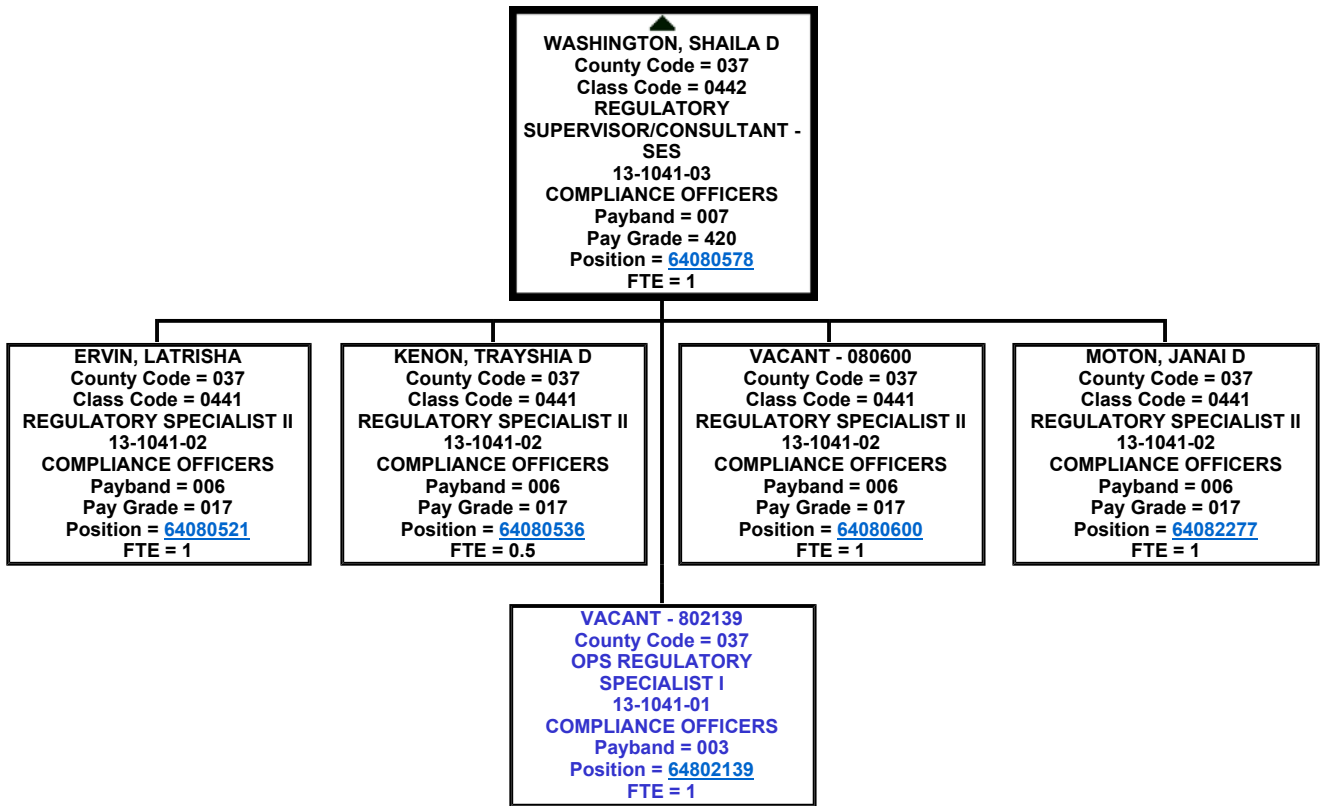 WASHINGTON, SHAILA D
County Code = 037
Class Code = 0442
REGULATORY
SUPERVISOR/CONSULTANT -
SES
13-1041-03
COMPLIANCE OFFICERS
Payband = 007
Pay Grade = 420
Position = 64080578
FTE = 1
ERVIN, LATRISHA
County Code = 037
Class Code = 0441
REGULATORY SPECIALIST II
13-1041-02
COMPLIANCE OFFICERS
Payband = 006
Pay Grade = 017
Position = 64080521
FTE = 1
KENON, TRAYSHIA D
County Code = 037
Class Code = 0441
REGULATORY SPECIALIST II
13-1041-02
COMPLIANCE OFFICERS
Payband = 006
Pay Grade = 017
Position = 64080536
FTE = 0.5
VACANT - 080600
County Code = 037
Class Code = 0441
REGULATORY SPECIALIST II
13-1041-02
COMPLIANCE OFFICERS
Payband = 006
Pay Grade = 017
Position = 64080600
FTE = 1
MOTON, JANAI D
County Code = 037
Class Code = 0441
REGULATORY SPECIALIST II
13-1041-02
COMPLIANCE OFFICERS
Payband = 006
Pay Grade = 017
Position = 64082277
FTE = 1
VACANT - 802139
County Code = 037
OPS REGULATORY
SPECIALIST I
13-1041-01
COMPLIANCE OFFICERS
Payband = 003
Position = 64802139
FTE = 1